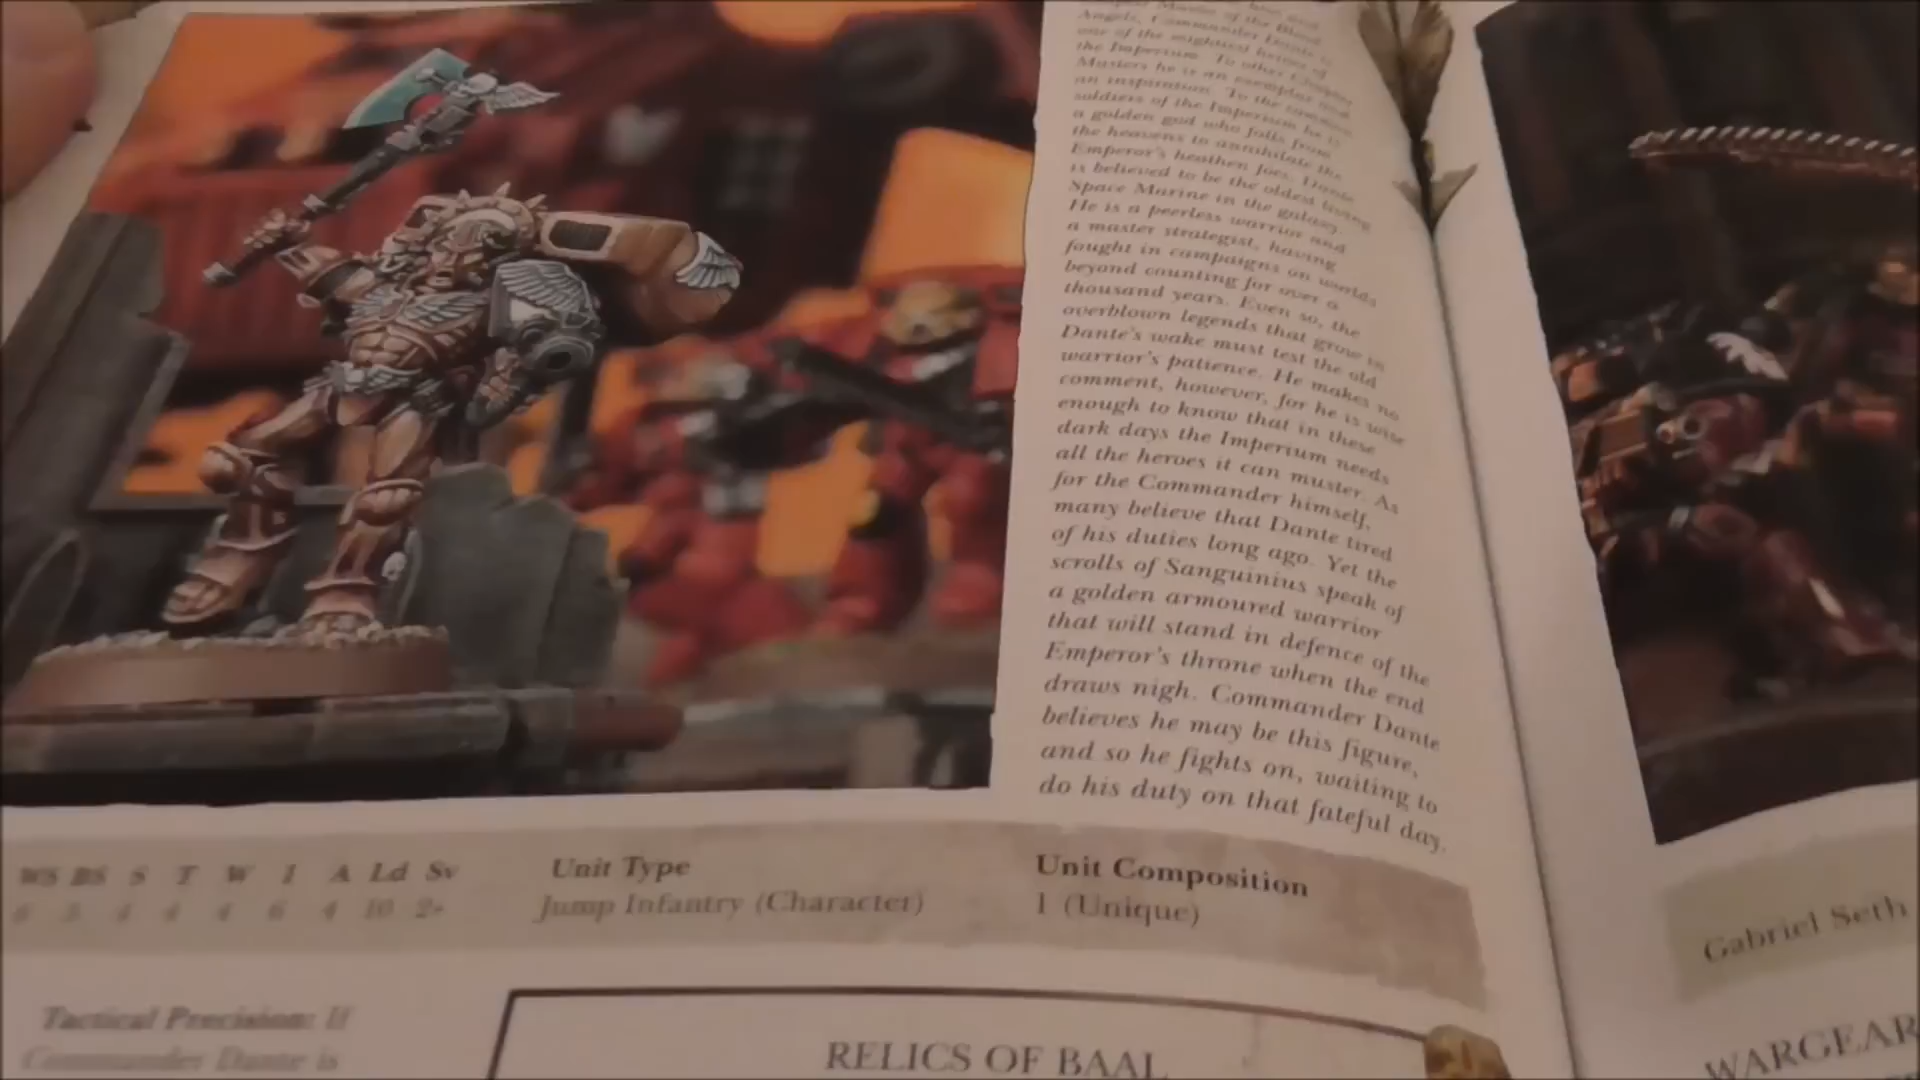 Angels, Commander Dante is
one of the mightiest heroes of
the Imperium. To other Chapter
Masters he is an exemplar and
an inspiration. To the common
soldiers of the Imperium he is
a golden god who falls from
the heavens to annihilate the
Emperor's heathen foes. Dante
is believed to be the oldest living
Space Marine in the galaxy.
He is a peerless warrior and
a master strategist, having
fought in campaigns on worlds
beyond counting for over a
thousand years. Even so, the
overblown legends that grow in
Dante's wake must test the old
warrior's patience. He makes no
comment, however, for he is wise
enough to know that in these
dark days the Imperium needs
all the heroes it can muster. As
for the Commander himself,
many believe that Dante tired
of his duties long ago. Yet the
scrolls of Sanguinius speak of
a golden armoured warrior
that will stand in defence of the
Emperor's throne when the end
draws nigh. Commander Dante
believes he may be this figure,
and so he fights on, waiting to
do his duty on that fateful day.
WS BS S T W I A Ld Sv
4 4 4 6 4 10 2+
Unit Type
Jump Infantry (Character)
Unit Composition
1 (Unique)
Tactical Precision: If
Commander Dante is
RELICS OF BAAL
Gabriel Seth
WARGEAR